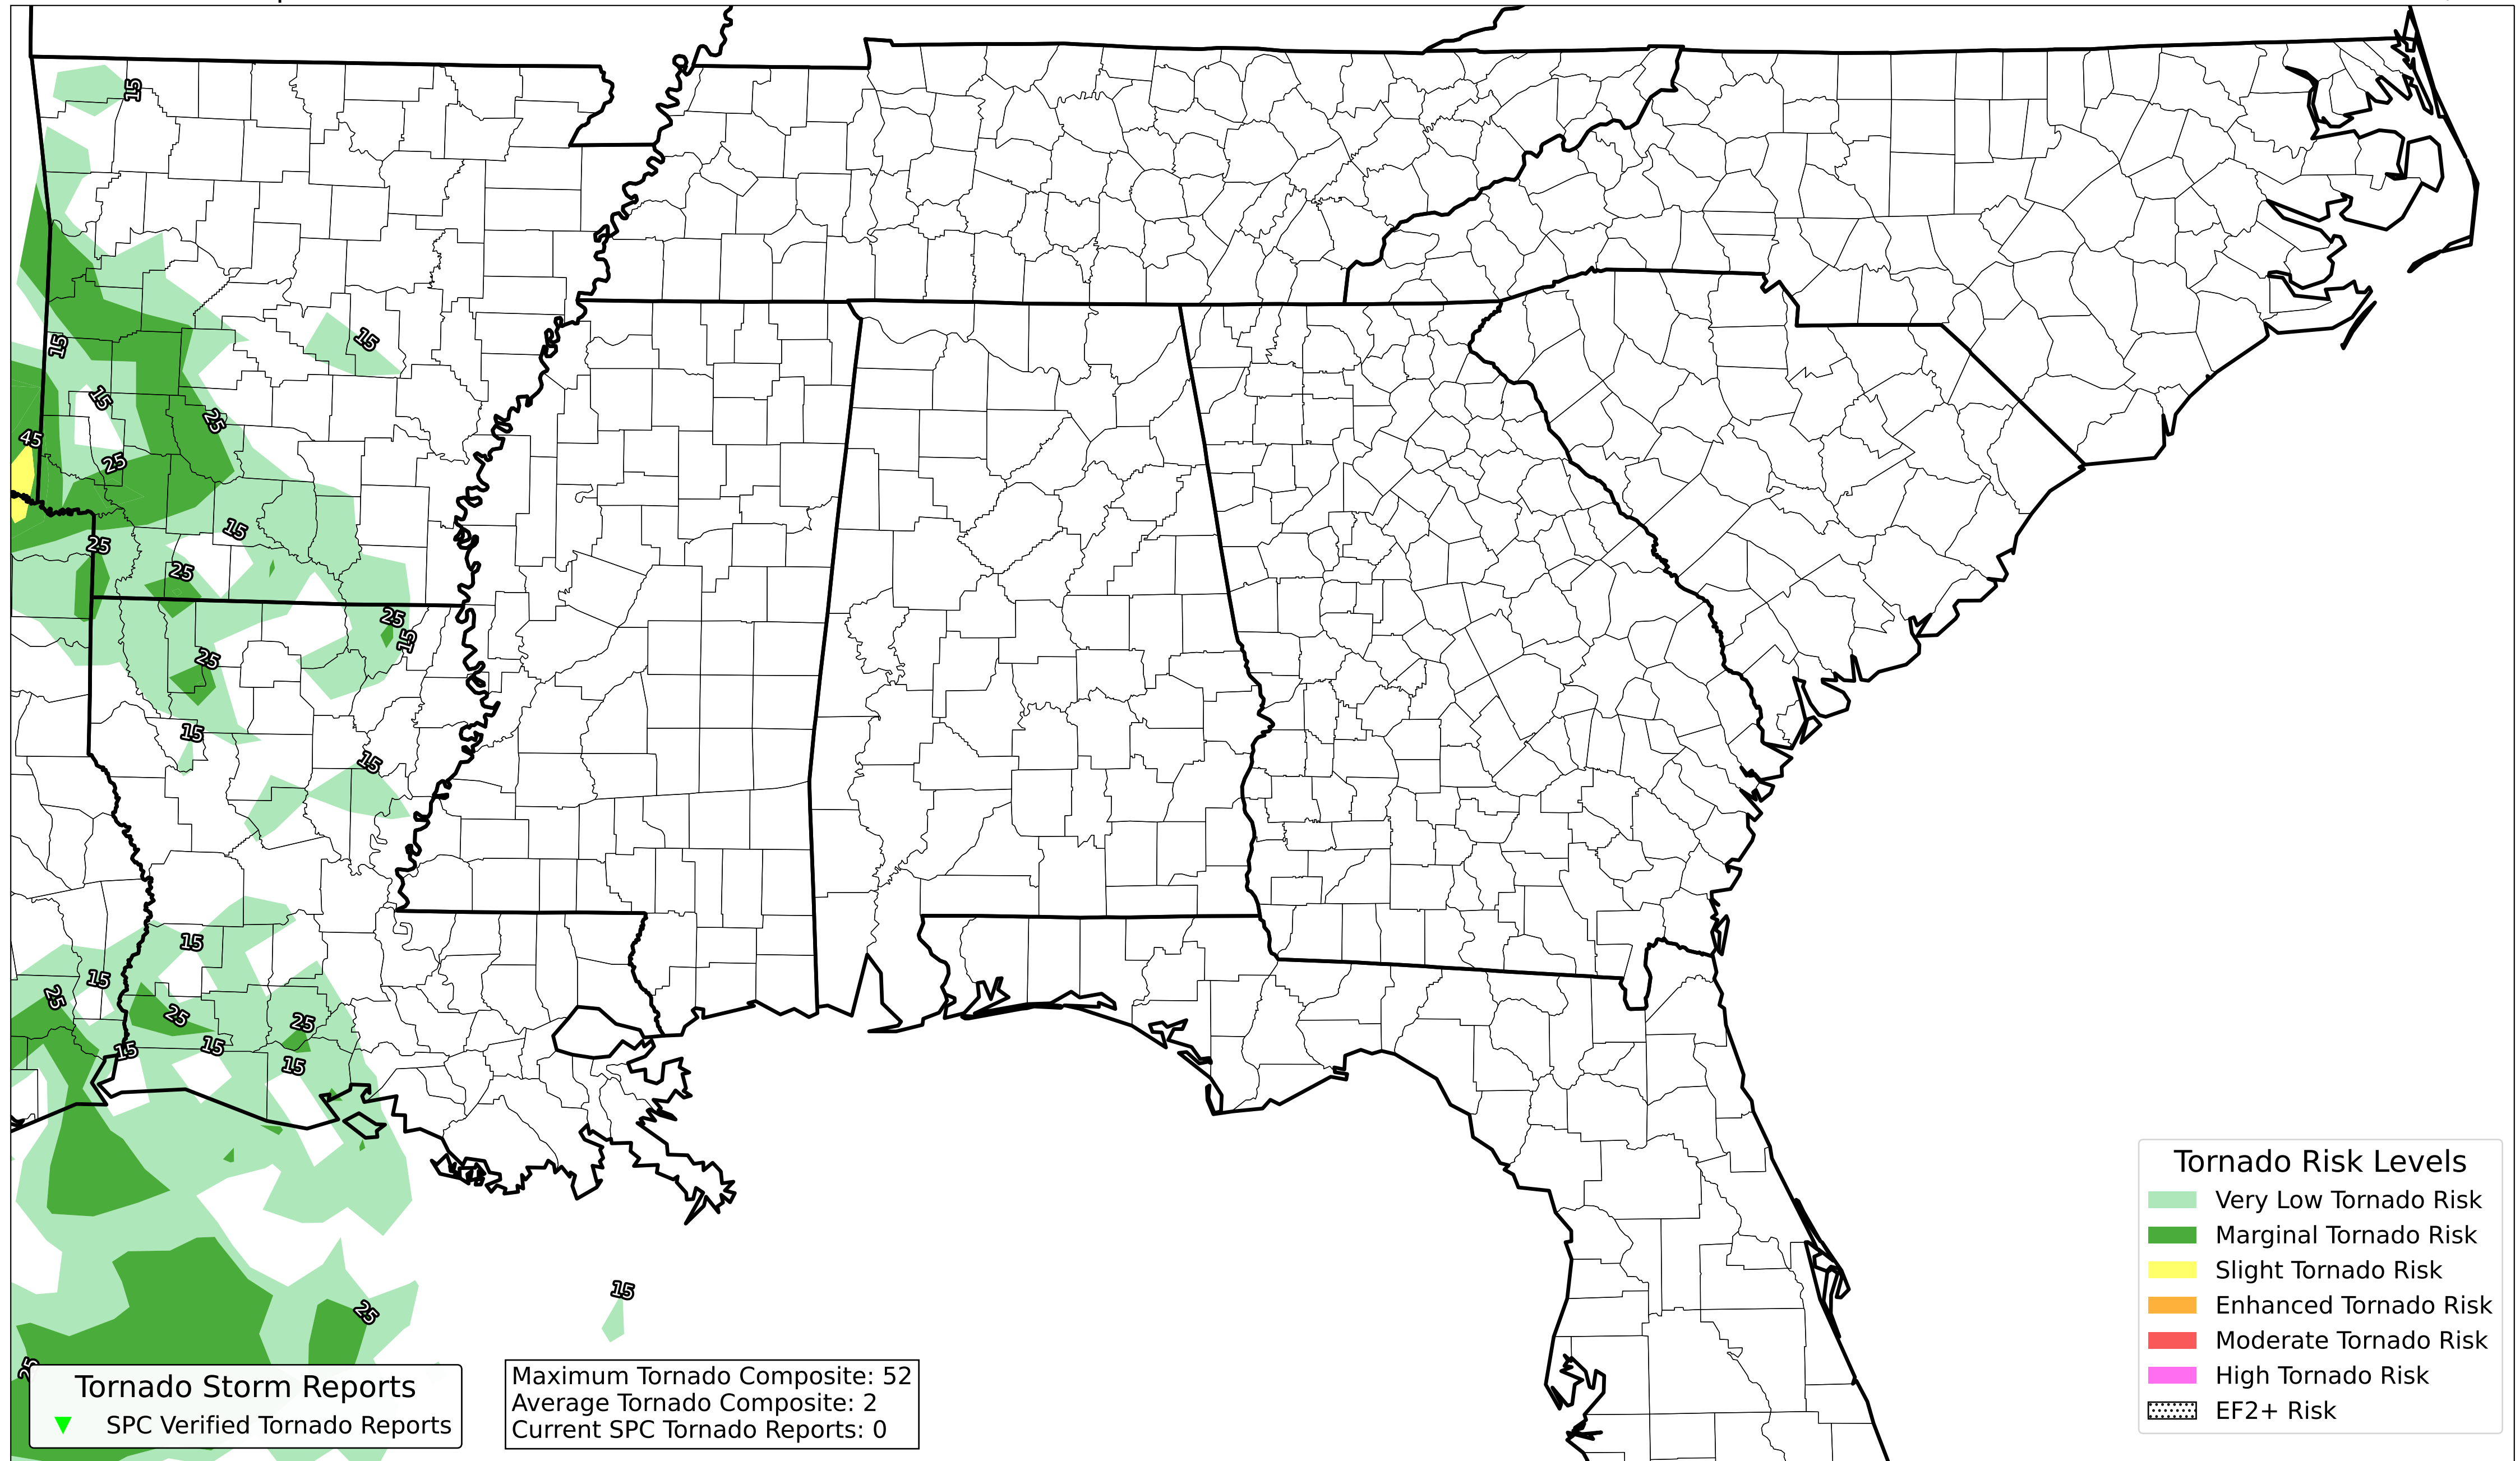 15
15
15
15
25
45
25
15
25
25
25
15
25
15
15
15
15
25
25
25
15
15
15
15
25
25
Tornado Storm Reports
SPC Verified Tornado Reports
Maximum Tornado Composite: 52
Average Tornado Composite: 2
Current SPC Tornado Reports: 0
Tornado Risk Levels
Very Low Tornado Risk
Marginal Tornado Risk
Slight Tornado Risk
Enhanced Tornado Risk
Moderate Tornado Risk
High Tornado Risk
EF2+ Risk